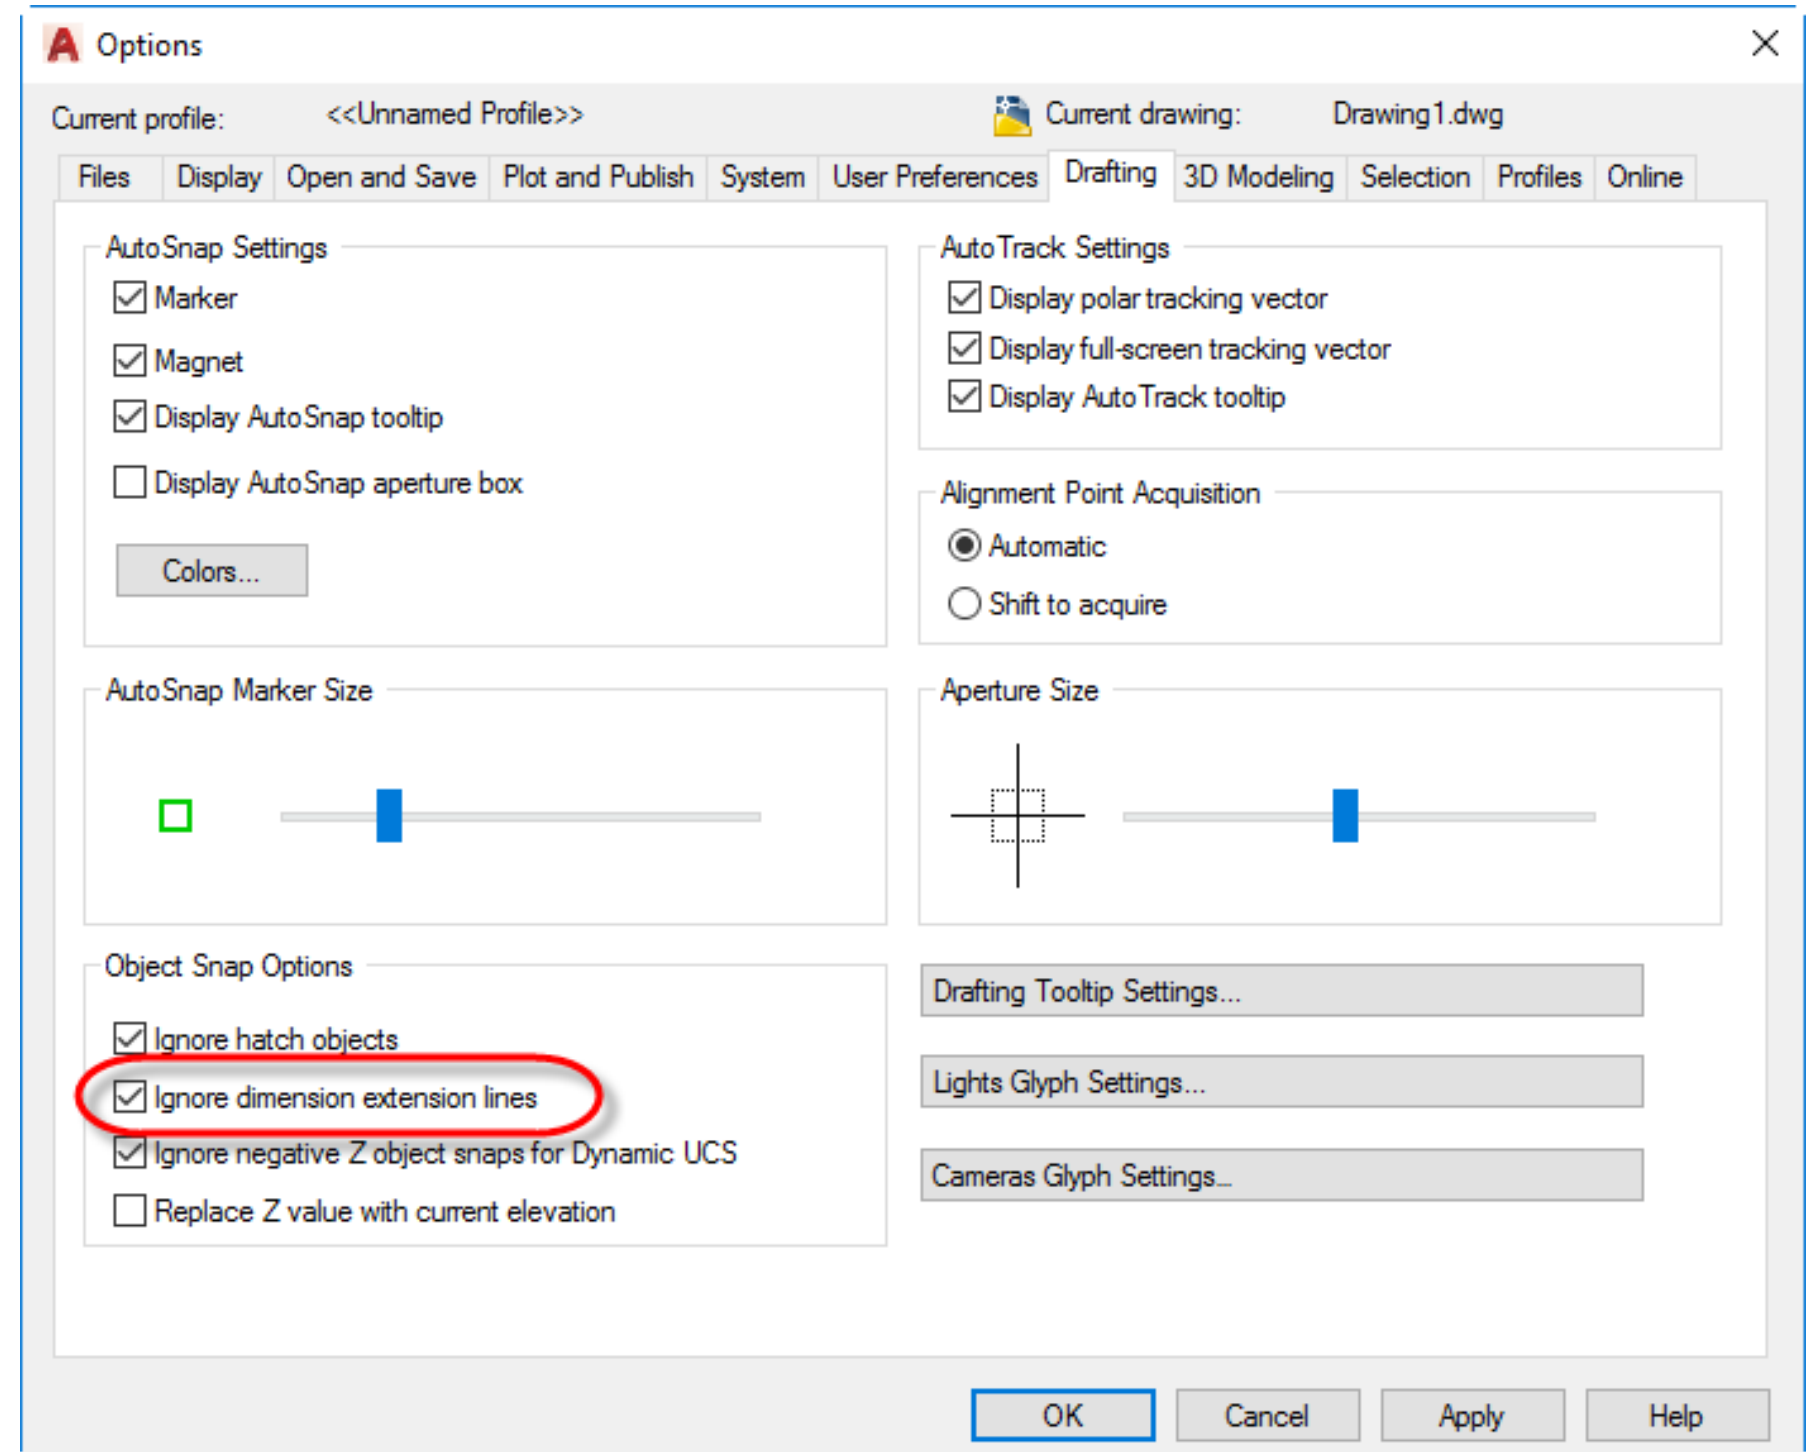 Options
Current profile: <<Unnamed Profile>> Current drawing: Drawing1.dwg
Files Display Open and Save Plot and Publish System User Preferences Drafting 3D Modeling Selection Profiles Online
AutoSnap Settings
Marker
Magnet
Display AutoSnap tooltip
Display AutoSnap aperture box
Colors...
AutoTrack Settings
Display polar tracking vector
Display full-screen tracking vector
Display AutoTrack tooltip
Alignment Point Acquisition
Automatic
Shift to acquire
AutoSnap Marker Size
Aperture Size
Object Snap Options
Ignore hatch objects
Ignore dimension extension lines
Ignore negative Z object snaps for Dynamic UCS
Replace Z value with current elevation
Drafting Tooltip Settings...
Lights Glyph Settings...
Cameras Glyph Settings...
OK Cancel Apply Help